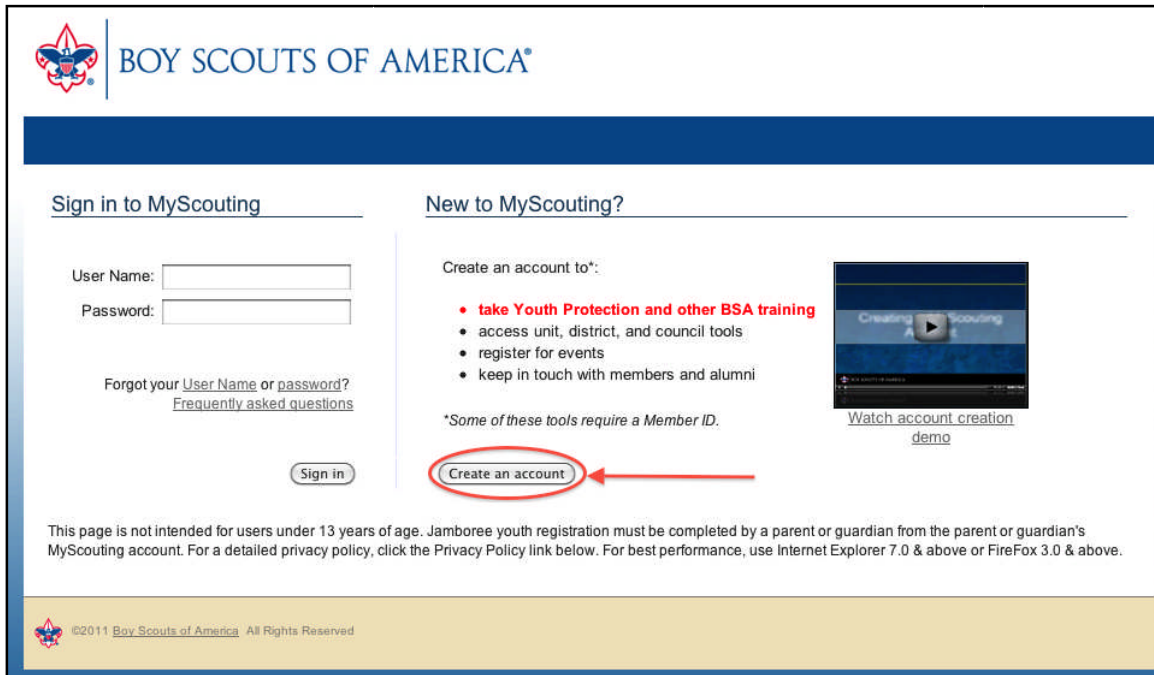 BOY SCOUTS OF AMERICA®
Sign in to MyScouting
User Name:
Password:
Forgot your User Name or password?
Frequently asked questions
Sign in
New to MyScouting?
Create an account to*:
• take Youth Protection and other BSA training
• access unit, district, and council tools
• register for events
• keep in touch with members and alumni
*Some of these tools require a Member ID.
Create an account
Creating
Scouting
Watch account creation
demo
This page is not intended for users under 13 years of age. Jamboree youth registration must be completed by a parent or guardian from the parent or guardian's
MyScouting account. For a detailed privacy policy, click the Privacy Policy link below. For best performance, use Internet Explorer 7.0 & above or FireFox 3.0 & above.
©2011 Boy Scouts of America All Rights Reserved